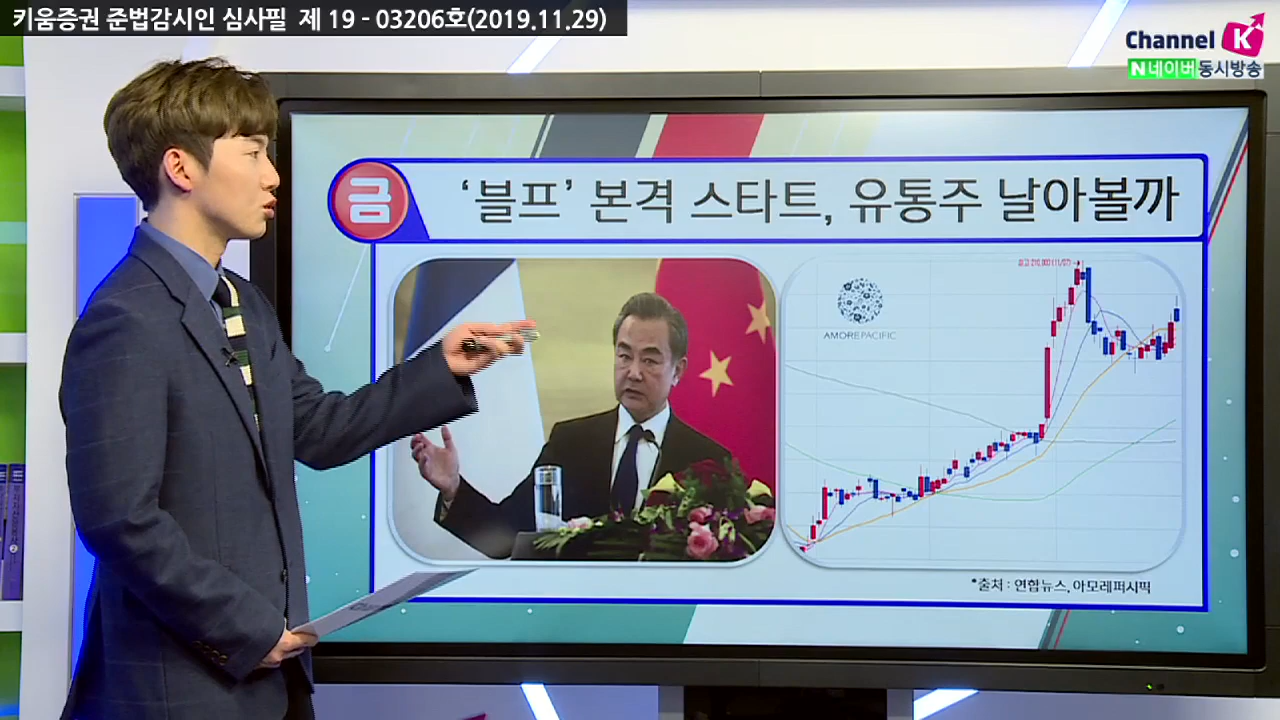 키움증권 준법감시인 심사필 제 19 - 03206호(2019.11.29)
Channel K
N 네이버 동시방송
금
‘블프’ 본격 스타트, 유통주 날아볼까
AMOREPACIFIC
*출처 : 연합뉴스, 아모레퍼시픽